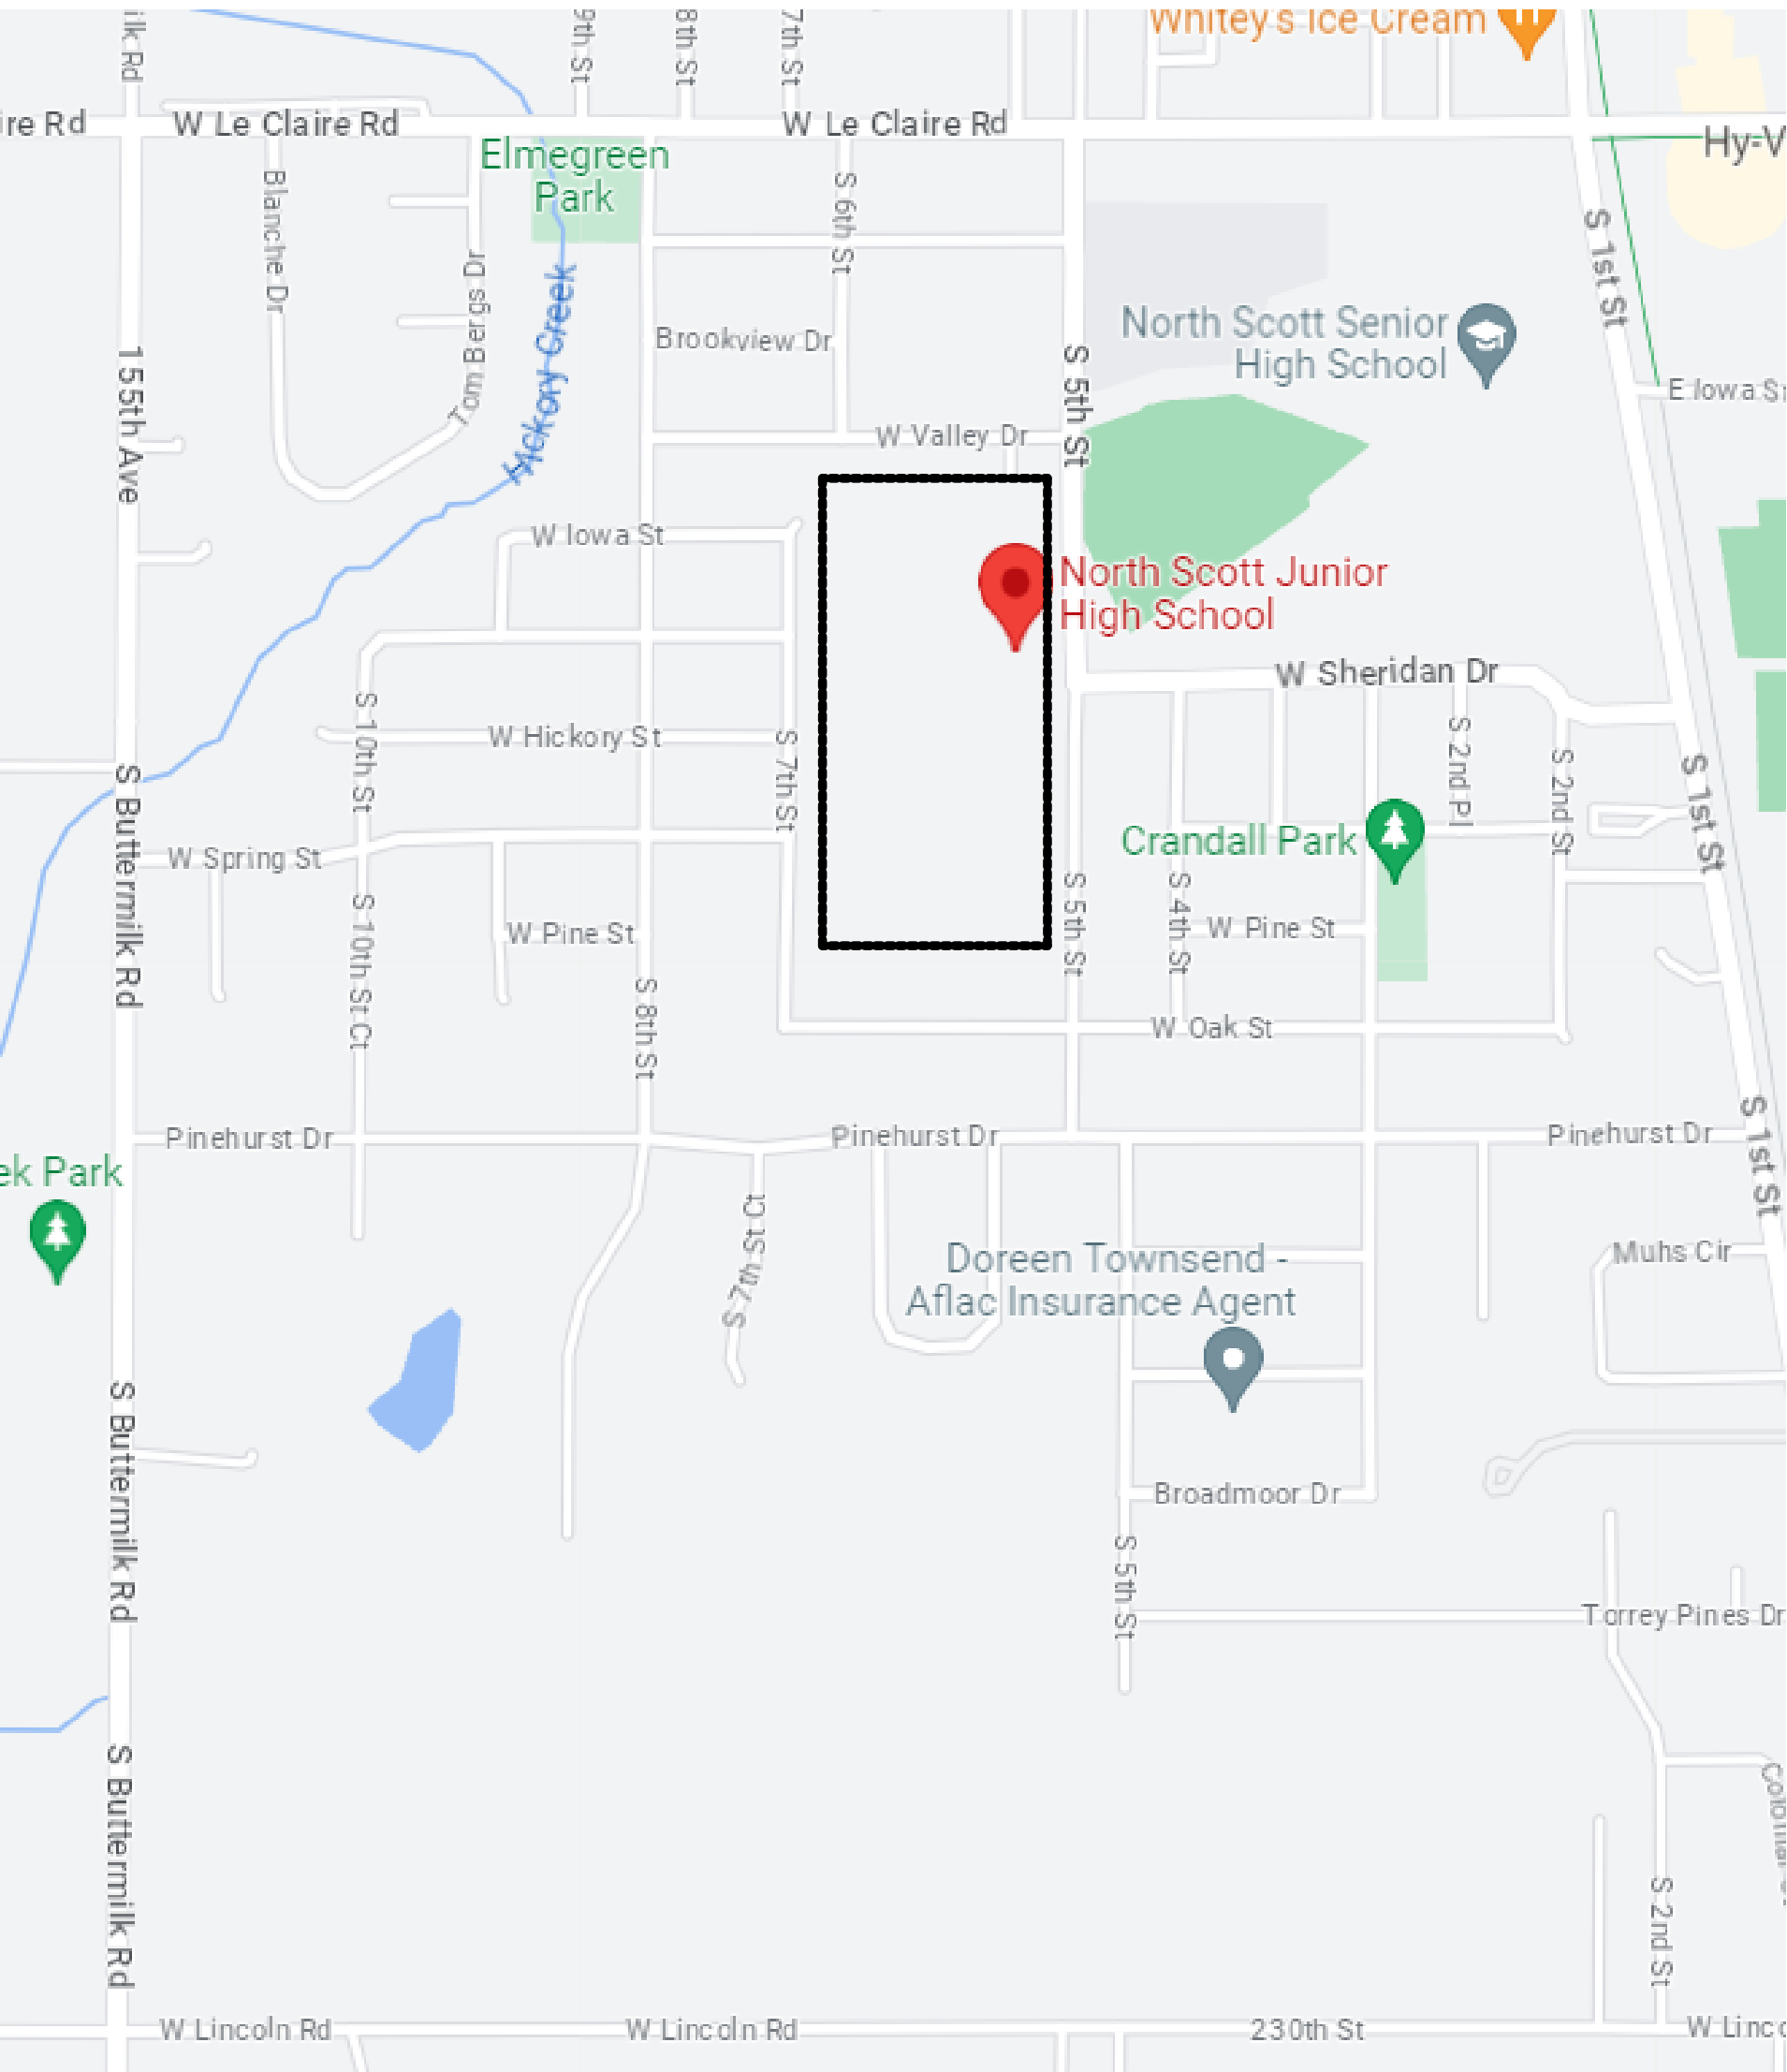 Whitey's Ice Cream
ilk Rd
9th St
8th St
7th St
ire Rd
W Le Claire Rd
W Le Claire Rd
Hy-V
Elmegreen
Park
Blanche Dr
S 6th St
S 1st St
Tom Bergs Dr
Hickory Creek
Brookview Dr
North Scott Senior
High School
155th Ave
S 5th St
E Iowa St
W Valley Dr
W Iowa St
North Scott Junior
High School
W Sheridan Dr
S 10th St
W Hickory St
S 7th St
S 2nd Pl
S 2nd St
S 1st St
S Buttermilk Rd
Crandall Park
W Spring St
S 10th St Ct
W Pine St
S 5th St
S 4th St
W Pine St
S 8th St
W Oak St
Pinehurst Dr
Pinehurst Dr
Pinehurst Dr
S 1st St
ek Park
S 7th St Ct
Doreen Townsend -
Aflac Insurance Agent
Muhs Cir
S Buttermilk Rd
Broadmoor Dr
S 5th St
Torrey Pines Dr
S Buttermilk Rd
S 2nd St
W Lincoln Rd
W Lincoln Rd
230th St
W Linc